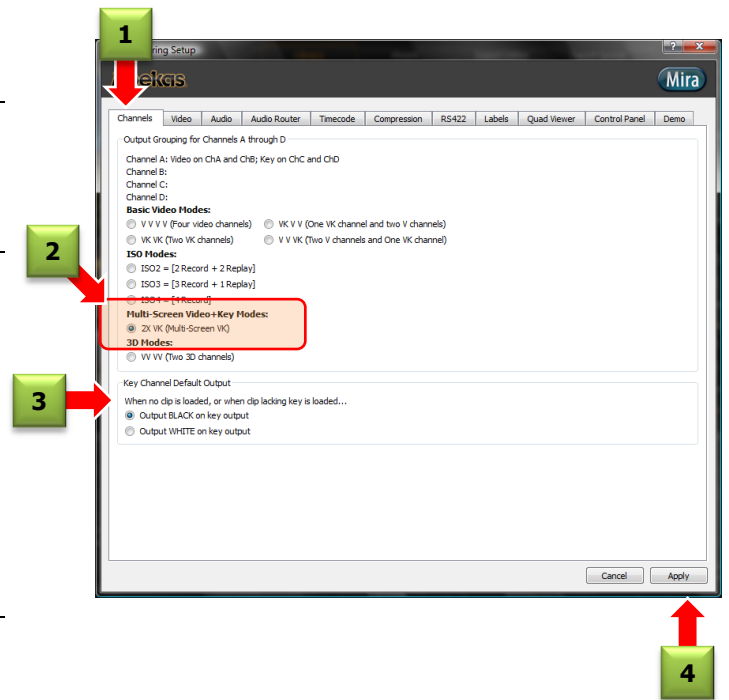 1
ring Setup
ekas
Mira
Channels Video Audio Audio Router Timecode Compression RS422 Labels Quad Viewer Control Panel Demo
Output Grouping for Channels A through D
Channel A: Video on ChA and ChB; Key on ChC and ChD
Channel B:
Channel C:
Channel D:
Basic Video Modes:
V V V V (Four video channels) VK V V (One VK channel and two V channels)
VK VK (Two VK channels) V V VK (Two V channels and One VK channel)
2
ISO Modes:
ISO2 = [2 Record + 2 Replay]
ISO3 = [3 Record + 1 Replay]
ISO4 = [4 Record]
Multi-Screen Video+Key Modes:
2X VK (Multi-Screen VK)
3D Modes:
VV VV (Two 3D channels)
Key Channel Default Output
3
When no clip is loaded, or when clip lacking key is loaded...
Output BLACK on key output
Output WHITE on key output
Cancel Apply
4